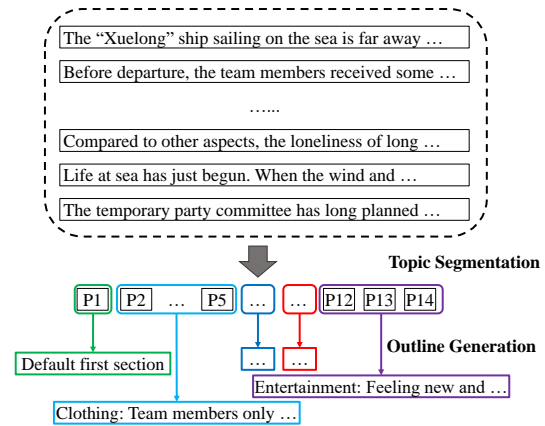 The “Xuelong” ship sailing on the sea is far away …
Before departure, the team members received some …
…...
Compared to other aspects, the loneliness of long …
Life at sea has just begun. When the wind and …
The temporary party committee has long planned …
Topic Segmentation
P1 P2 … P5 … … P12 P13 P14
Outline Generation
Default first section … …
Entertainment: Feeling new and …
Clothing: Team members only …